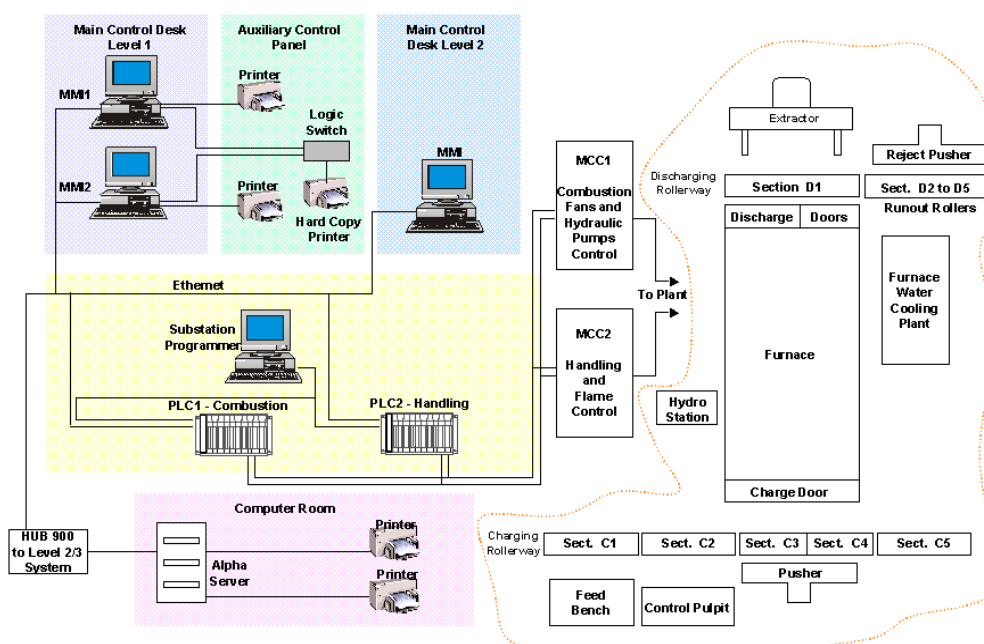 Main Control Desk
Level 1
Auxiliary Control
Panel
Main Control
Desk Level 2
MMI1
Printer
Logic
Switch
MMI2
Printer
Hard Copy
Printer
MMI
Ethernet
Substation
Programmer
PLC1 - Combustion
PLC2 - Handling
MCC1
Combustion
Fans and
Hydraulic
Pumps
Control
To Plant
MCC2
Handling
and
Flame
Control
HUB 900
to Level 2/3
System
Computer Room
Alpha
Server
Printer
Printer
Extractor
Reject Pusher
Discharging
Rollerway
Section D1
Sect. D2 to D5
Runout Rollers
Discharge
Doors
Furnace
Furnace
Water
Cooling
Plant
Hydro
Station
Charge Door
Charging
Rollerway
Sect. C1
Sect. C2
Sect. C3
Sect. C4
Sect. C5
Pusher
Feed
Bench
Control Pulpit